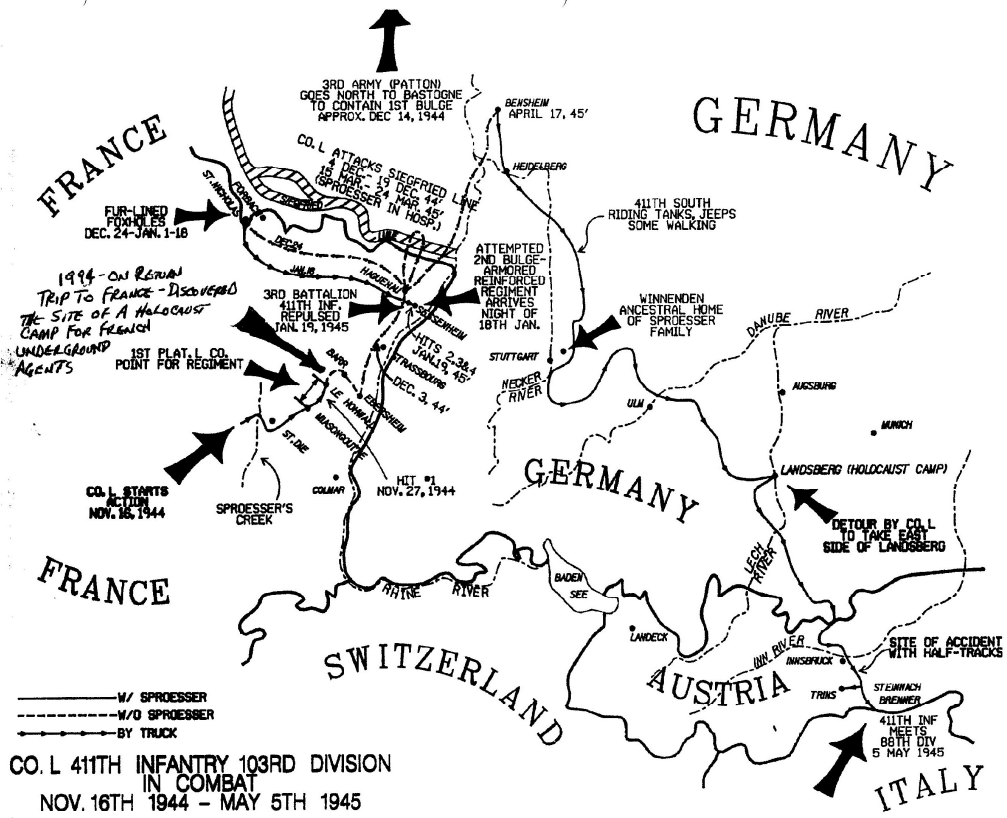 3RD ARMY (PATTON)
GOES NORTH TO BASTOGNE
TO CONTAIN 1ST BULGE
APPROX. DEC 14, 1944
BENSHEIM
APRIL 17, 45'
GERMANY
FRANCE
CO. L ATTACKS SIEGFRIED LINE
4 DEC.- 19 DEC. 44'
15 MAR.- 24 MAR. 45'
(SPROESSER IN HOSP.)
HEIDELBERG
ST. NICHOLAS
FORBACH
SIEGFRIED
LINE
FUR-LINED
FOXHOLES
DEC. 24-JAN. 1-18
DEC. 24
JAN. 18
HAGUENAU
411TH SOUTH
RIDING TANKS, JEEPS
SOME WALKING
ATTEMPTED
2ND BULGE-
ARMORED
REINFORCED
REGIMENT
ARRIVES
NIGHT OF
18TH JAN.
1994-ON RETURN
TRIP TO FRANCE-DISCOVERED
THE SITE OF A HOLOCAUST
CAMP FOR FRENCH
UNDERGROUND
AGENTS
3RD BATTALION
411TH INF.
REPULSED
JAN. 19, 1945
SESSENHEIM
HITS 2,3&4
JAN. 19, 45'
WINNENDEN
ANCESTRAL HOME
OF SPROESSER
FAMILY
DANUBE RIVER
1ST PLAT. L CO.
POINT FOR REGIMENT
BARR
STRASSBOURG
DEC. 3, 44'
STUTTGART
NECKER
RIVER
ULM
AUGSBURG
MUNICH
LE HOHWALD
EBERSHEIM
MIASONGOUTTE
ST. DIE
COLMAR
HIT #1
NOV. 27, 1944
CO. L STARTS
ACTION
NOV. 16, 1944
SPROESSER'S
CREEK
GERMANY
LANDSBERG (HOLOCAUST CAMP)
DETOUR BY CO. L
TO TAKE EAST
SIDE OF LANDSBERG
FRANCE
RHINE RIVER
BADEN
SEE
LECH
RIVER
LANDECK
INN RIVER
INNSBRUCK
SITE OF ACCIDENT
WITH HALF-TRACKS
SWITZERLAND
AUSTRIA
TRINS
STEINNACH
BRENNER
411TH INF
MEETS
88TH DIV
5 MAY 1945
ITALY
W/ SPROESSER
W/O SPROESSER
BY TRUCK
CO. L 411TH INFANTRY 103RD DIVISION
IN COMBAT
NOV. 16TH 1944 - MAY 5TH 1945